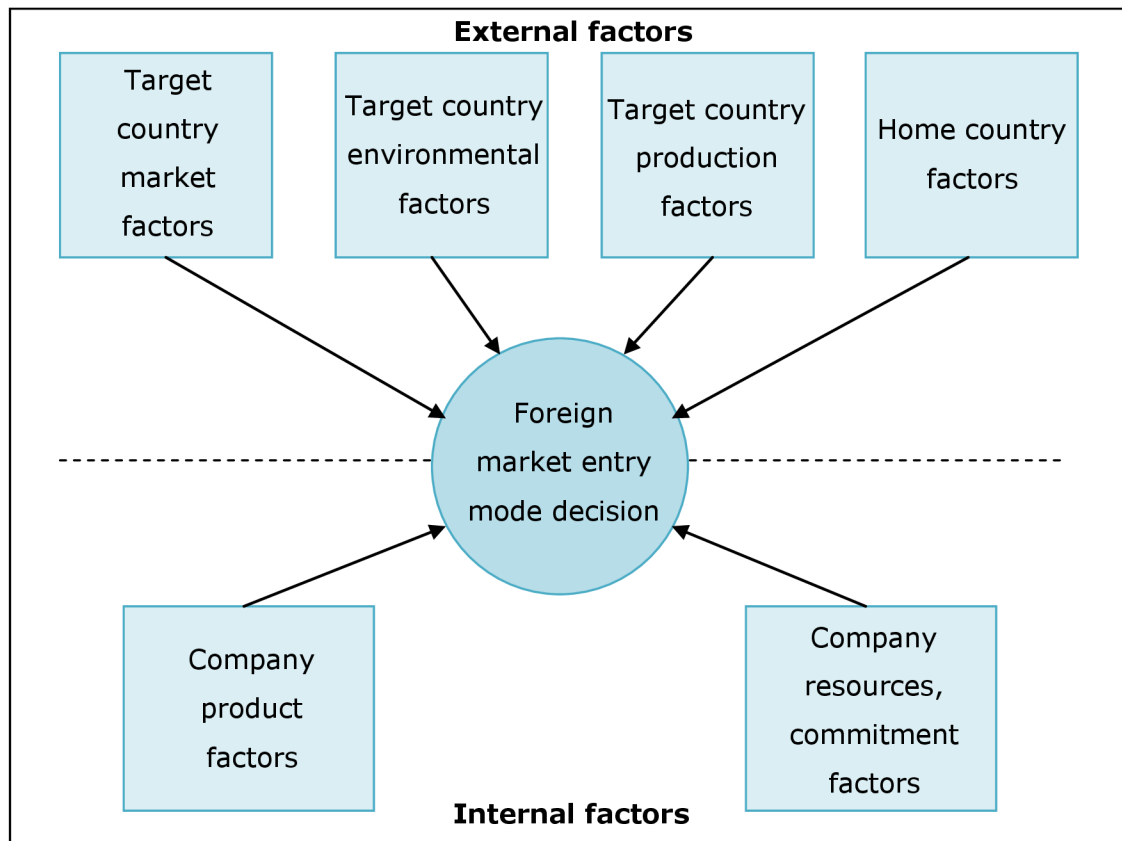 External factors
Target
country
market
factors
Target country
environmental
factors
Target country
production
factors
Home country
factors
Foreign
market entry
mode decision
Company
product
factors
Company
resources,
commitment
factors
Internal factors